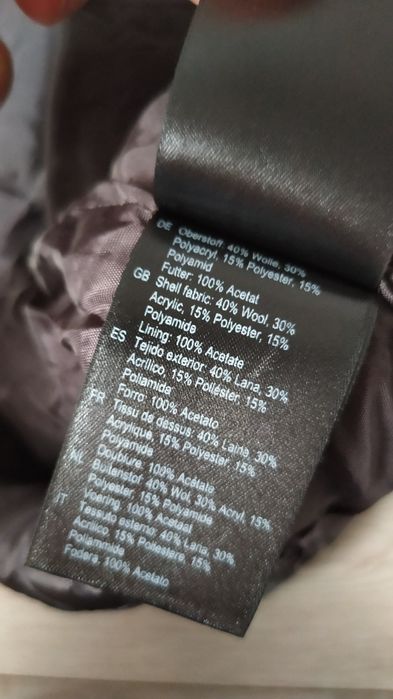 DE Oberstoff: 40% Wolle, 30%
Polyacryl, 15% Polyester, 15%
Polyamid
Futter: 100% Acetat
GB Shell fabric: 40% Wool, 30%
Acrylic, 15% Polyester, 15%
Polyamide
Lining: 100% Acetate
ES Tejido exterior: 40% Lana, 30%
Acrílico, 15% Poliéster, 15%
Poliamida
Forro: 100% Acetato
FR Tissu de dessus: 40% Laine, 30%
Acrylique, 15% Polyester, 15%
Polyamide
Doublure: 100% Acétate
NL Buitenstof: 40% Wol, 30% Acryl, 15%
Polyester, 15% Polyamide
Voering: 100% Acetaat
IT Tessuto esterno: 40% Lana, 30%
Acrilico, 15% Poliestere, 15%
Poliammide
Fodera: 100% Acetato